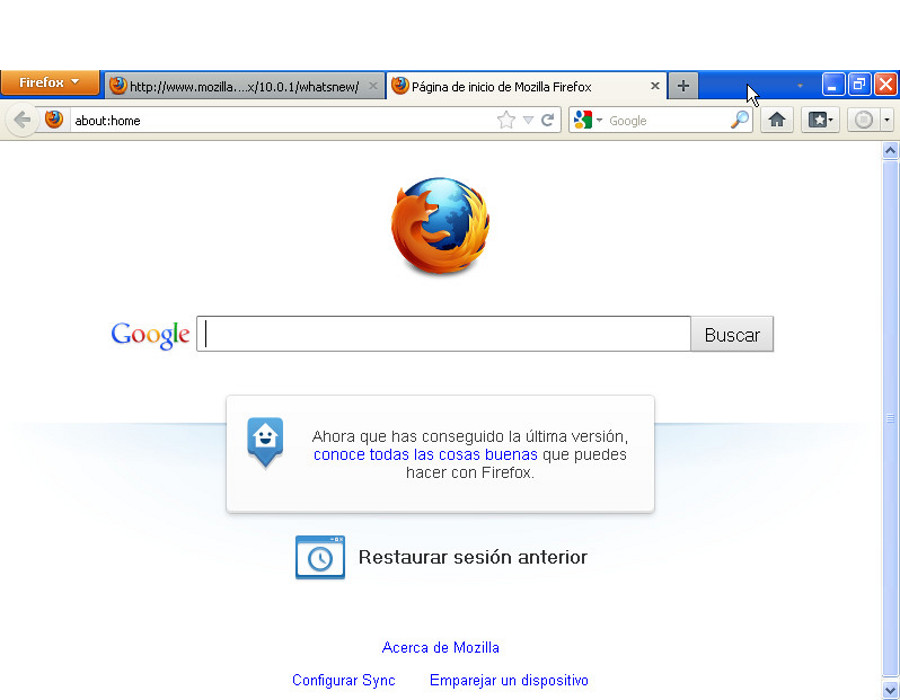 Firefox
http://www.mozilla....x/10.0.1/whatsnew/
Página de inicio de Mozilla Firefox
about:home
Google
Google
Buscar
Ahora que has conseguido la última versión,
conoce todas las cosas buenas que puedes
hacer con Firefox.
Restaurar sesión anterior
Acerca de Mozilla
Configurar Sync
Emparejar un dispositivo